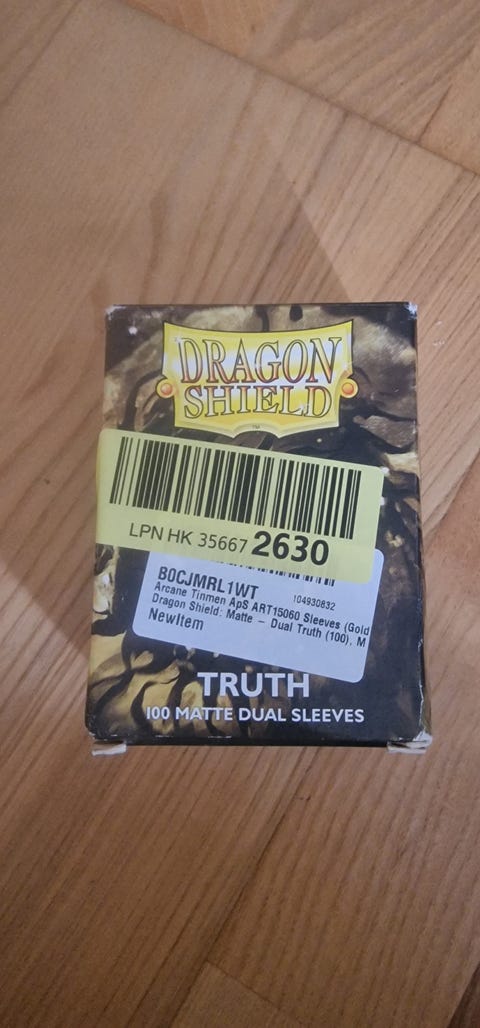 DRAGON
SHIELD
TM
LPN HK 35667 2630
B0CJMRL1WT 104930832
Arcane Tinmen ApS ART15060 Sleeves (Gold
Dragon Shield: Matte – Dual Truth (100), M
NewItem
TRUTH
100 MATTE DUAL SLEEVES